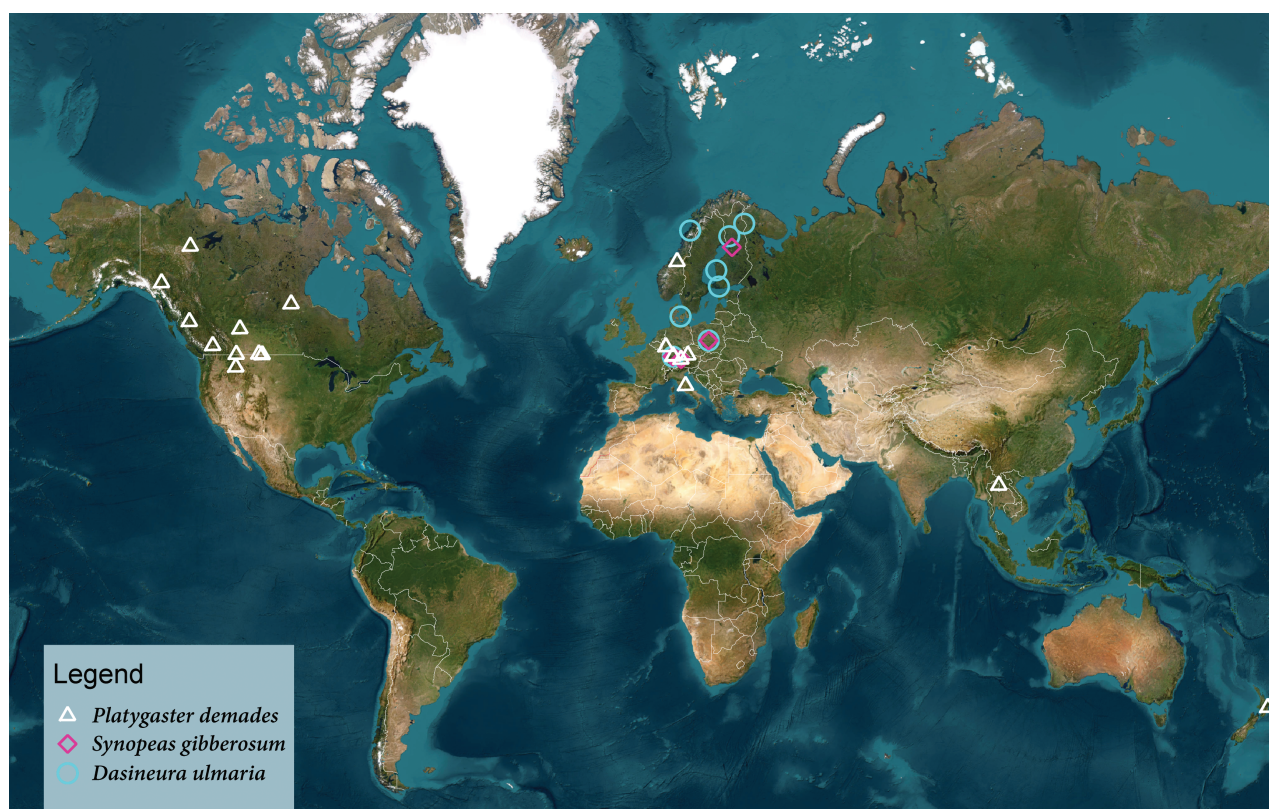 Legend
Platygaster demades
Synopeas gibberosum
Dasineura ulmaria